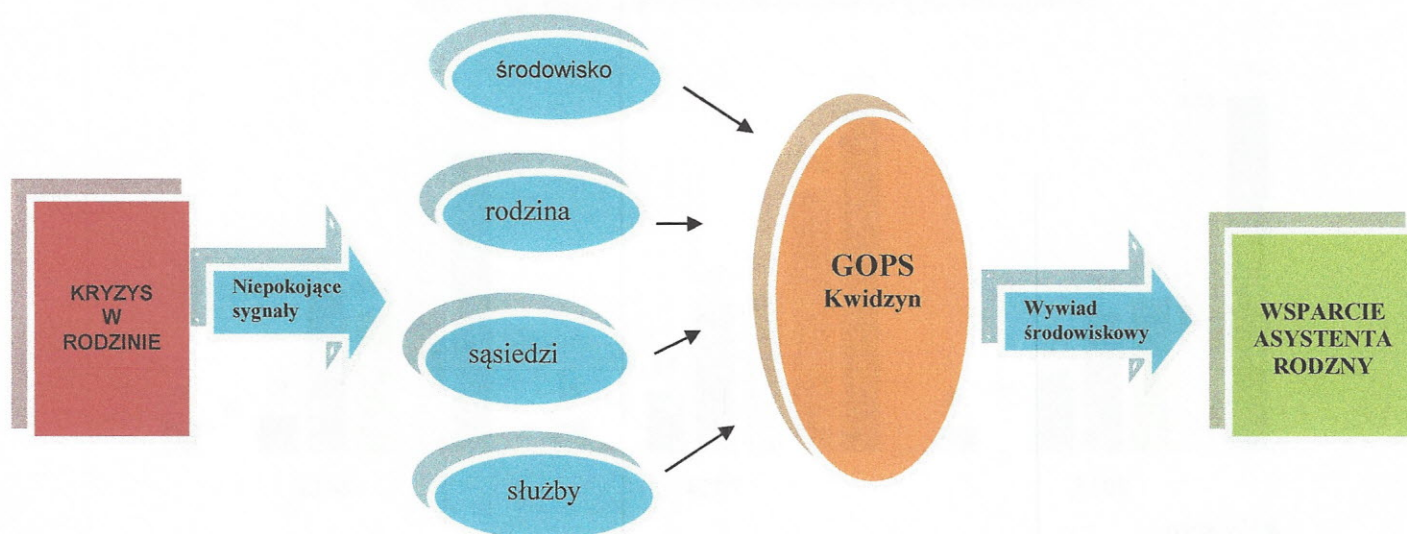 KRYZYS
W
RODZINIE
Niepokojące
sygnały
środowisko
rodzina
sąsiedzi
służby
GOPS
Kwidzyn
Wywiad
środowiskowy
WSPARCIE
ASYSTENTA
RODZNY